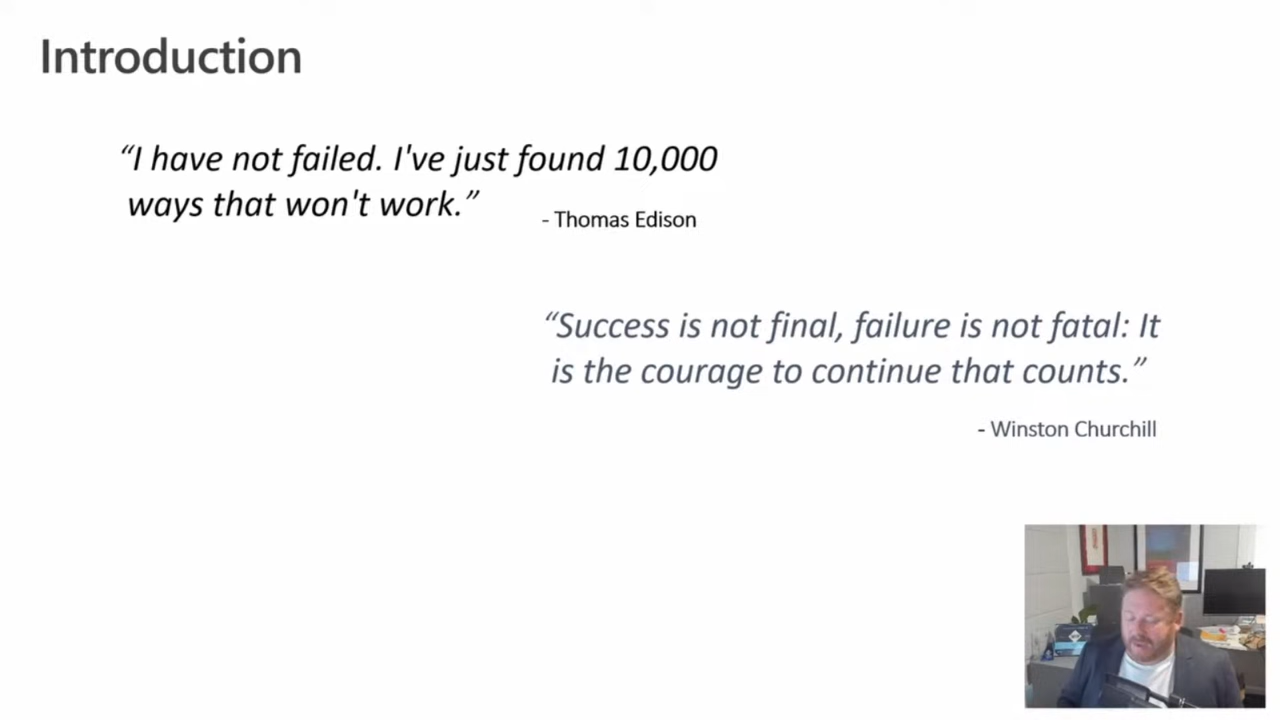 Introduction
“I have not failed. I've just found 10,000
ways that won't work.”
- Thomas Edison
“Success is not final, failure is not fatal: It
is the courage to continue that counts.”
- Winston Churchill